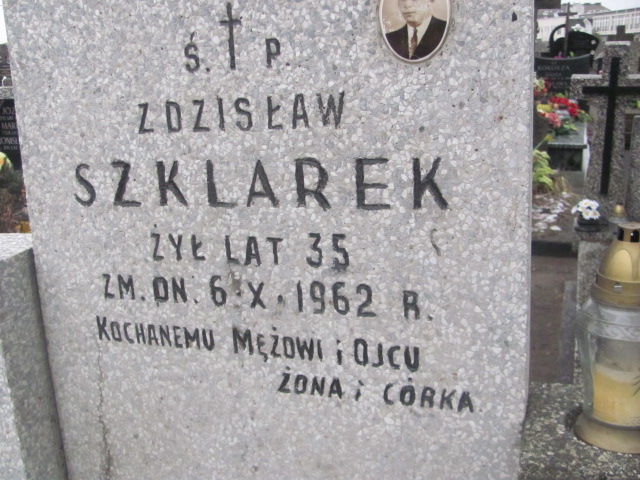 Ś. P.
ZDZISŁAW
SZKLAREK
ŻYŁ LAT 35
ZM. DN. 6·X·1962 R.
KOCHANEMU MĘŻOWI i OJCU
ŻONA i CÓRKA